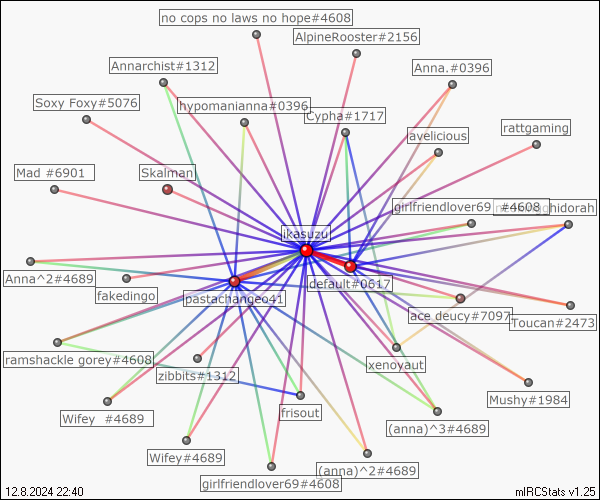 no cops no laws no hope#4608
AlpineRooster#2156
Annarchist#1312
Anna.#0396
Soxy Foxy#5076
hypomanianna#0396
Cypha#1717
avelicious
rattgaming
Mad #6901
Skalman
girlfriendlover69 #4608
ghidorah
ikasuzu
Anna^2#4689
fakedingo
pastachangeo41
default#0617
ace deucy#7097
Toucan#2473
ramshackle gorey#4608
zibbits#1312
xenoyaut
Wifey #4689
frisout
Mushy#1984
(anna)^3#4689
Wifey#4689
(anna)^2#4689
girlfriendlover69#4608
12.8.2024 22:40
mIRCStats v1.25